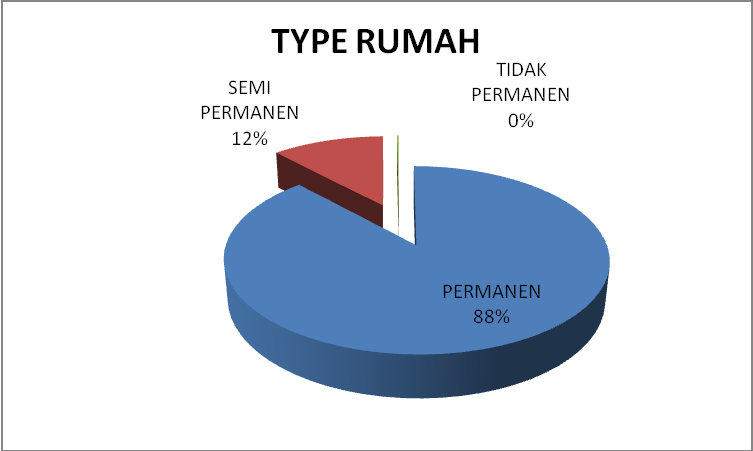 TYPE RUMAH
SEMI
PERMANEN
12%
TIDAK
PERMANEN
0%
PERMANEN
88%